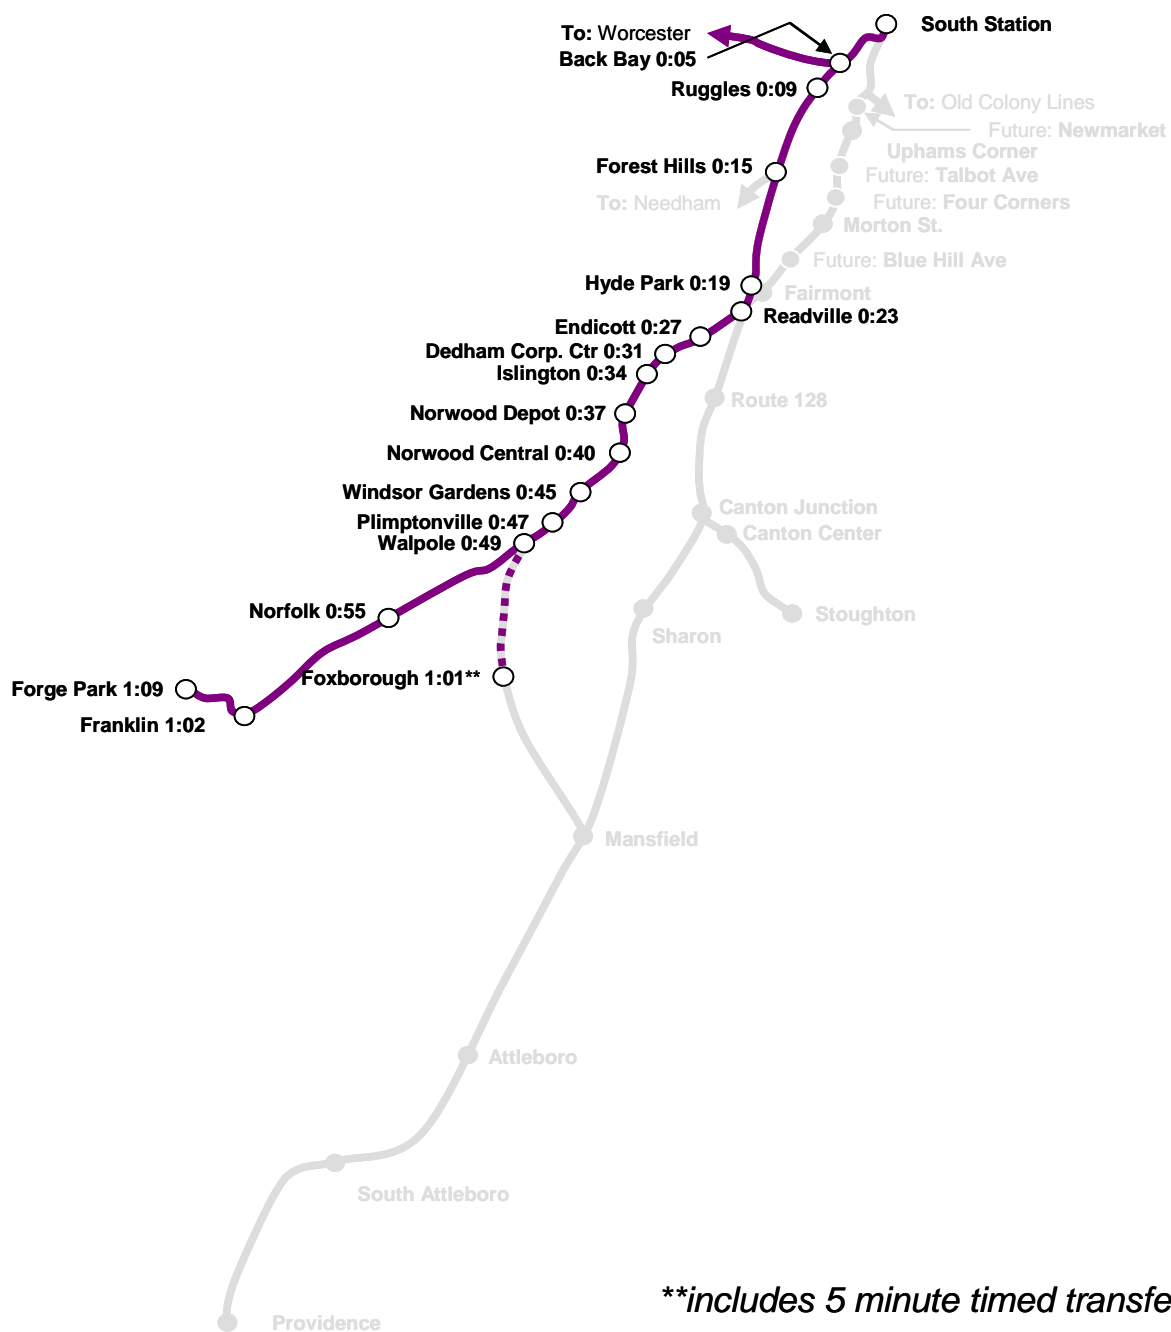 South Station
To: Worcester
Back Bay 0:05
Ruggles 0:09
To: Old Colony Lines
Future: Newmarket
Uphams Corner
Forest Hills 0:15
Future: Talbot Ave
To: Needham
Future: Four Corners
Morton St.
Future: Blue Hill Ave
Hyde Park 0:19
Fairmont
Readville 0:23
Endicott 0:27
Dedham Corp. Ctr 0:31
Islington 0:34
Route 128
Norwood Depot 0:37
Norwood Central 0:40
Windsor Gardens 0:45
Canton Junction
Plimptonville 0:47
Canton Center
Walpole 0:49
Norfolk 0:55
Stoughton
Sharon
Foxborough 1:01**
Forge Park 1:09
Franklin 1:02
Mansfield
Attleboro
South Attleboro
**includes 5 minute timed transfe
Providence